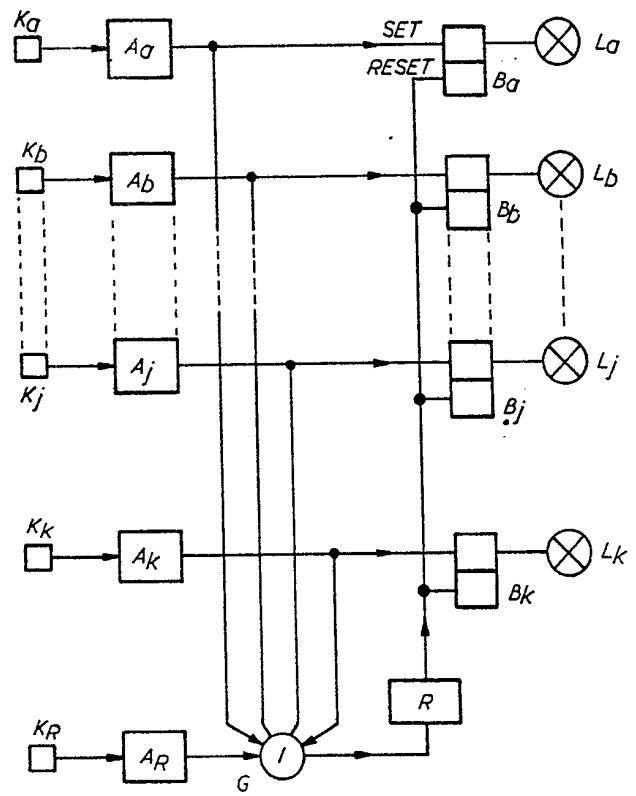 Ka Aa SET RESET Ba La
Kb Ab Bb Lb
Kj Aj Bj Lj
Kk Ak Bk Lk
R
KR AR G 1